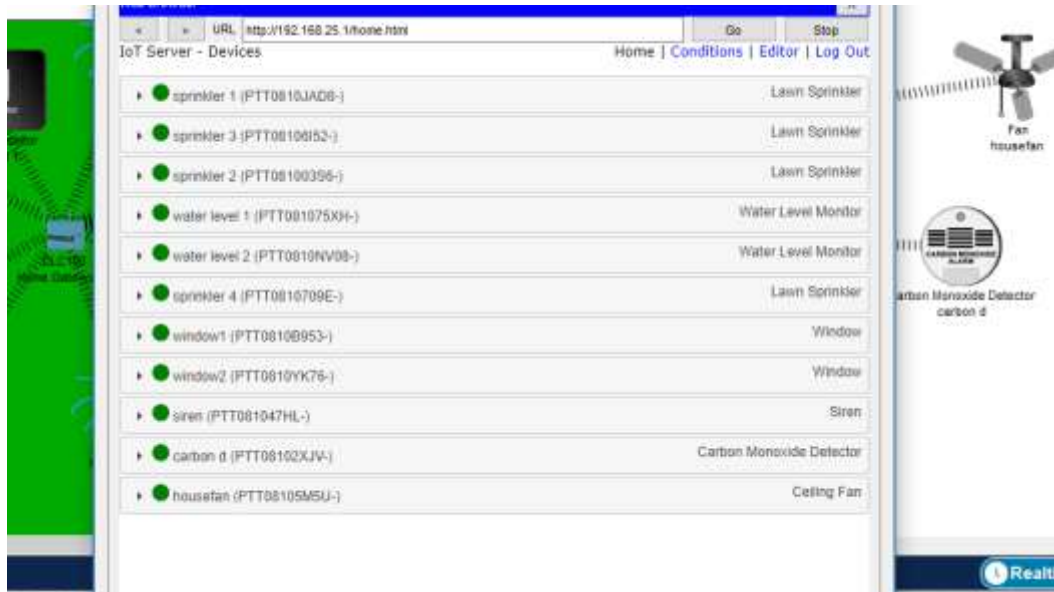 URL http://192.168.25.1/home.html Go Stop
IoT Server - Devices Home | Conditions | Editor | Log Out
sprinkler 1 (PTT0810JAD8-) Lawn Sprinkler
sprinkler 3 (PTT08106I52-) Lawn Sprinkler
sprinkler 2 (PTT081003S6-) Lawn Sprinkler
water level 1 (PTT081075XH-) Water Level Monitor
water level 2 (PTT0810NV08-) Water Level Monitor
sprinkler 4 (PTT0810709E-) Lawn Sprinkler
window1 (PTT0810B953-) Window
window2 (PTT0810YK76-) Window
siren (PTT081047HL-) Siren
carbon d (PTT08102XJV-) Carbon Monoxide Detector
housefan (PTT08105M5U-) Ceiling Fan
Fan
housefan
CARBON MONOXIDE
ALARM
arbon Monoxide Detector
carbon d
Realt